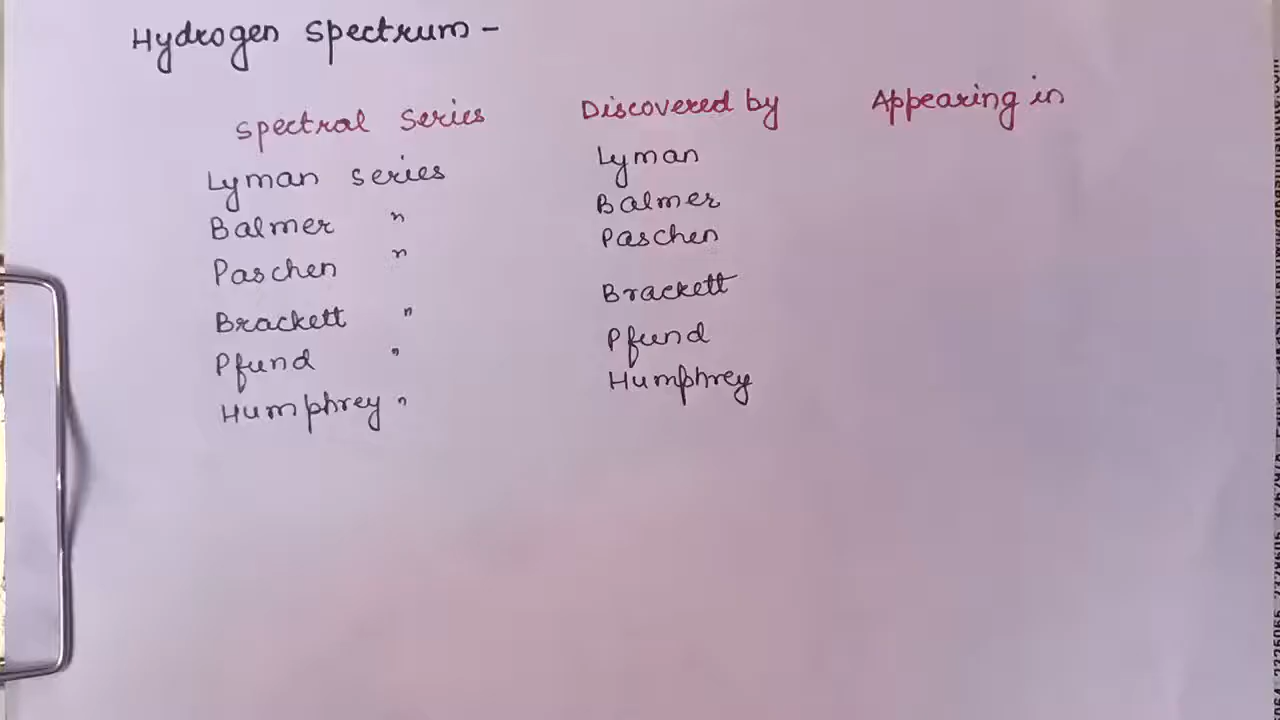 Hydrogen spectrum -
Spectral Series Discovered by Appearing in
Lyman series Lyman
Balmer " Balmer
Paschen " Paschen
Brackett " Brackett
Pfund " Pfund
Humphrey " Humphrey